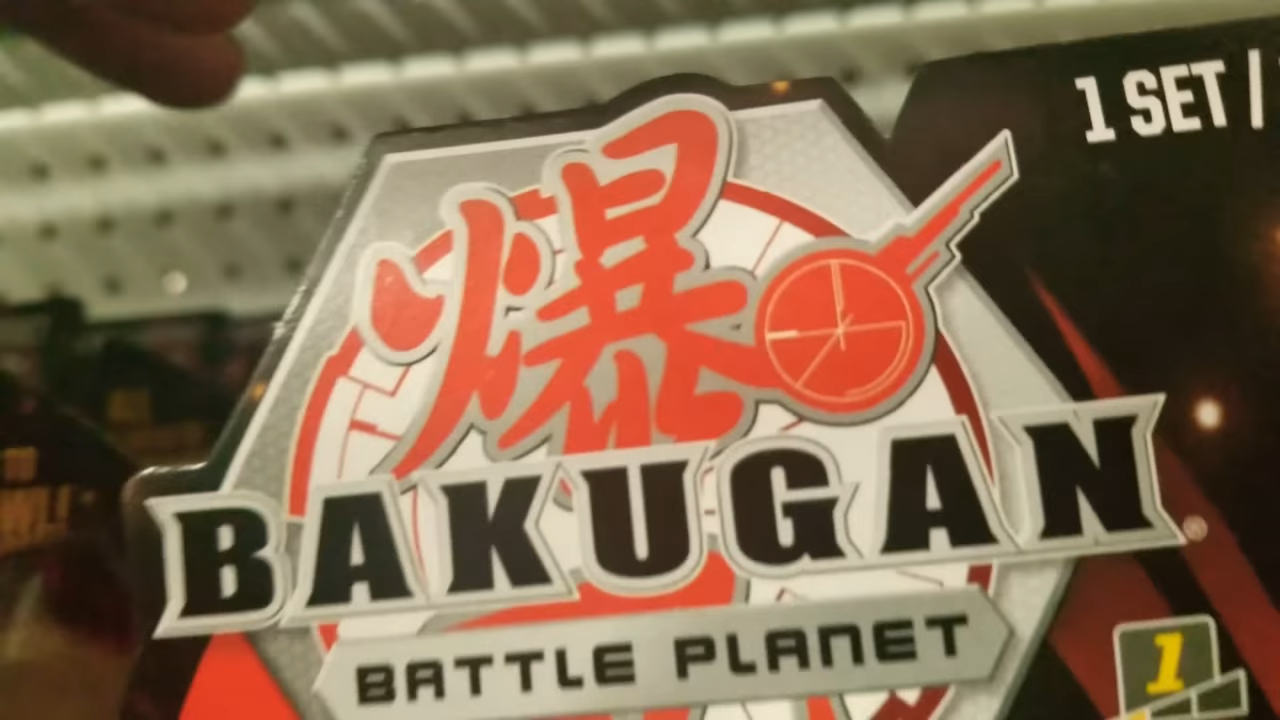 1 SET /
爆
BAKUGAN®
BATTLE PLANET
1